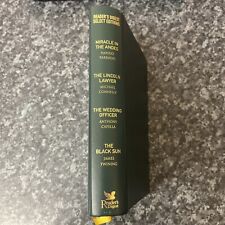 READER'S DIGEST
SELECT EDITIONS
MIRACLE IN
THE ANDES
NANDO
PARRADO
THE LINCOLN
LAWYER
MICHAEL
CONNELLY
THE WEDDING
OFFICER
ANTHONY
CAPELLA
THE
BLACK SUN
JAMES
TWINING
Reader's
Digest